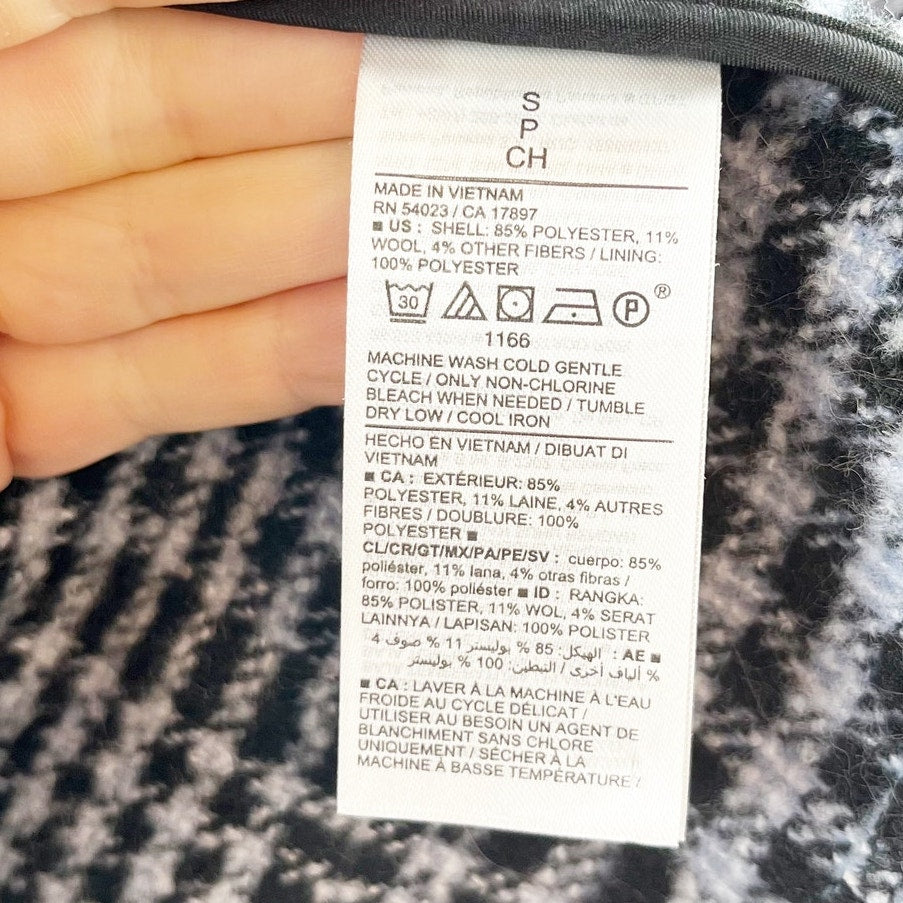 S
P
CH
MADE IN VIETNAM
RN 54023 / CA 17897
■ US : SHELL: 85% POLYESTER, 11%
WOOL, 4% OTHER FIBERS / LINING:
100% POLYESTER
30
P ®
1166
MACHINE WASH COLD GENTLE
CYCLE / ONLY NON-CHLORINE
BLEACH WHEN NEEDED / TUMBLE
DRY LOW / COOL IRON
HECHO EN VIETNAM / DIBUAT DI
VIETNAM
■ CA : EXTÉRIEUR: 85%
POLYESTER, 11% LAINE, 4% AUTRES
FIBRES / DOUBLURE: 100%
POLYESTER ■
CL/CR/GT/MX/PA/PE/SV : cuerpo: 85%
poliéster, 11% lana, 4% otras fibras /
forro: 100% poliéster ■ ID : RANGKA:
85% POLISTER, 11% WOL, 4% SERAT
LAINNYA / LAPISAN: 100% POLISTER
■ AE : الهيكل: 85 % بوليستر 11 % صوف 4
% ألياف أخرى / التبطين: 100 % بوليستر
■ CA : LAVER À LA MACHINE À L'EAU
FROIDE AU CYCLE DÉLICAT /
UTILISER AU BESOIN UN AGENT DE
BLANCHIMENT SANS CHLORE
UNIQUEMENT / SÉCHER À LA
MACHINE À BASSE TEMPÉRATURE /